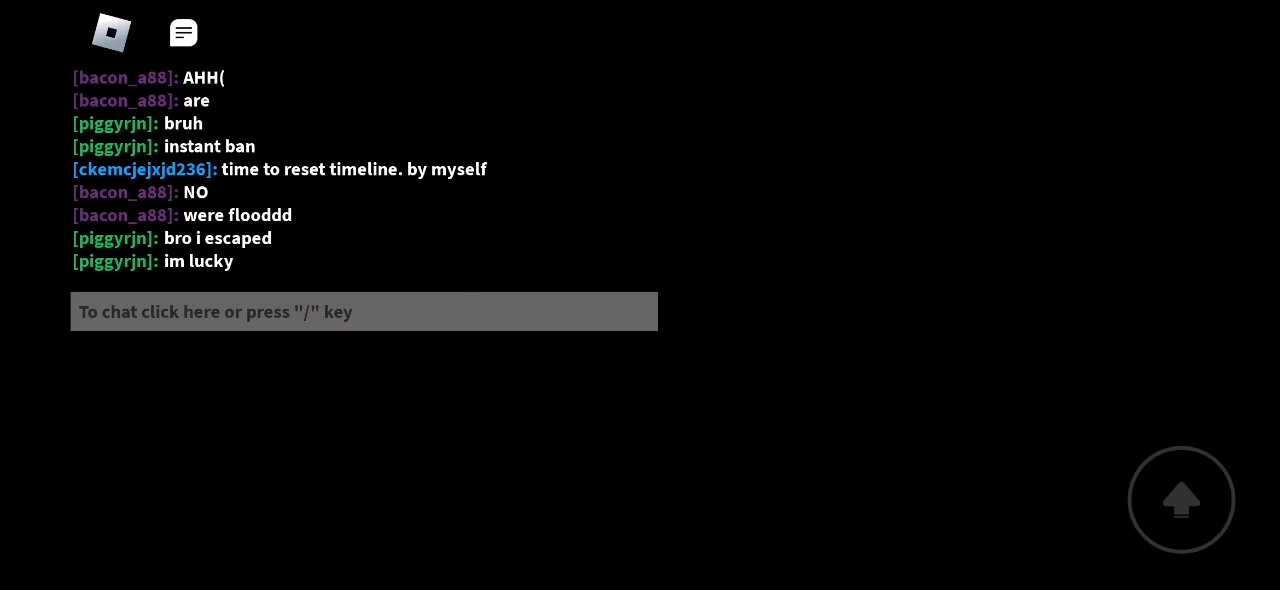 [bacon_a88]: AHH(
[bacon_a88]: are
[piggyrjn]: bruh
[piggyrjn]: instant ban
[ckemcjejxjd236]: time to reset timeline. by myself
[bacon_a88]: NO
[bacon_a88]: were flooddd
[piggyrjn]: bro i escaped
[piggyrjn]: im lucky
To chat click here or press "/" key